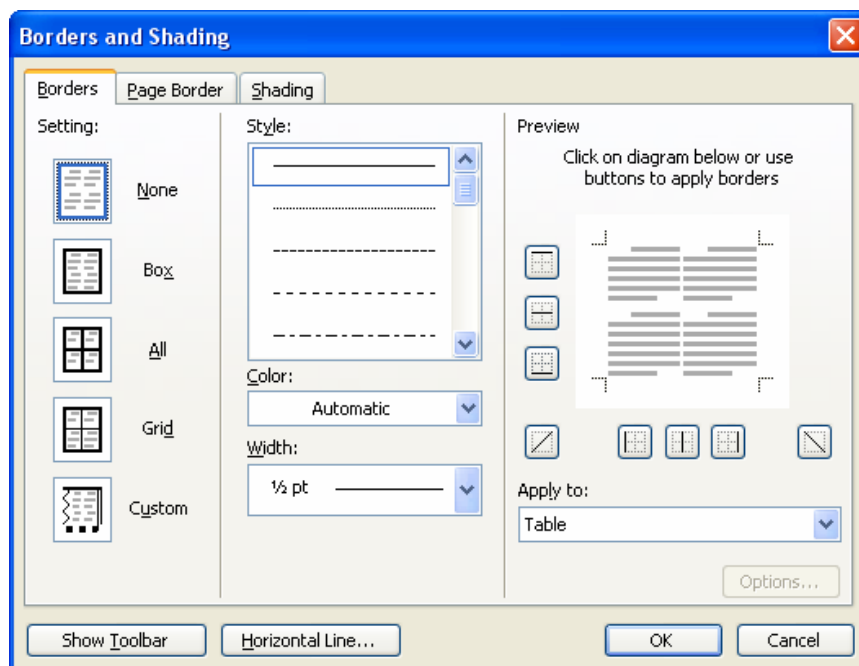 Borders and Shading
Borders
Page Border
Shading
Setting:
None
Box
All
Grid
Custom
Style:
Color:
Automatic
Width:
½ pt
Preview
Click on diagram below or use
buttons to apply borders
Apply to:
Table
Options...
Show Toolbar
Horizontal Line...
OK
Cancel